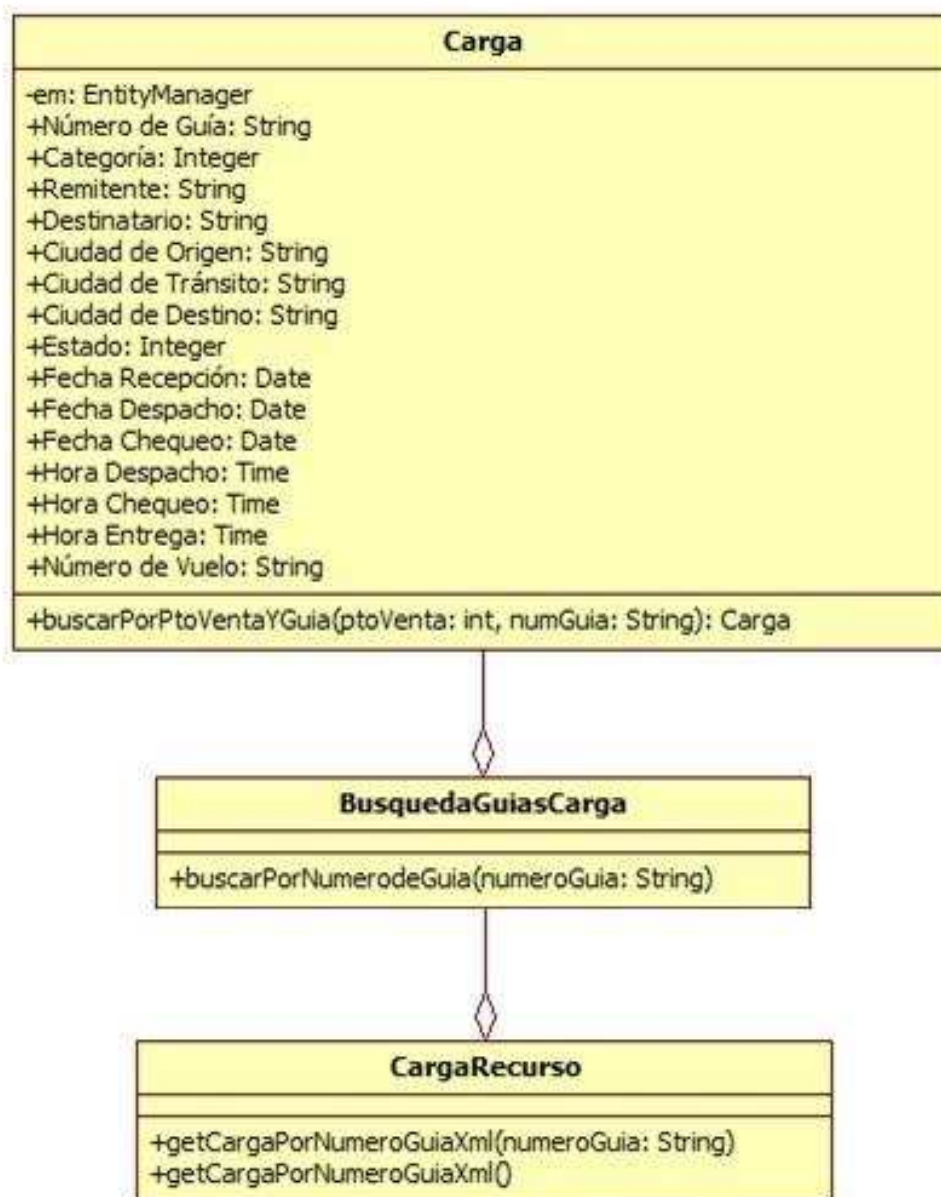 Carga
-em: EntityManager
+Número de Guía: String
+Categoría: Integer
+Remitente: String
+Destinatario: String
+Ciudad de Origen: String
+Ciudad de Tránsito: String
+Ciudad de Destino: String
+Estado: Integer
+Fecha Recepción: Date
+Fecha Despacho: Date
+Fecha Chequeo: Date
+Hora Despacho: Time
+Hora Chequeo: Time
+Hora Entrega: Time
+Número de Vuelo: String
+buscarPorPtoVentaYGuia(ptoVenta: int, numGuia: String): Carga
BusquedaGuiasCarga
+buscarPorNumerodeGuia(numeroGuia: String)
CargaRecurso
+getCargaPorNumeroGuiaXml(numeroGuia: String)
+getCargaPorNumeroGuiaXml()